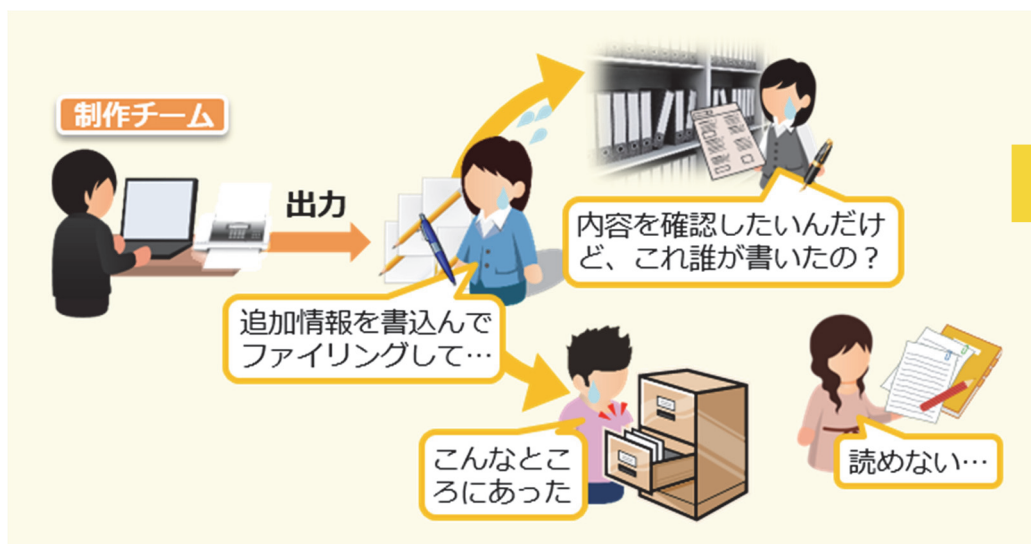 制作チーム
出力
内容を確認したいんだけ
ど、これ誰が書いたの？
追加情報を書込んで
ファイリングして…
こんなとこ
ろにあった
読めない…